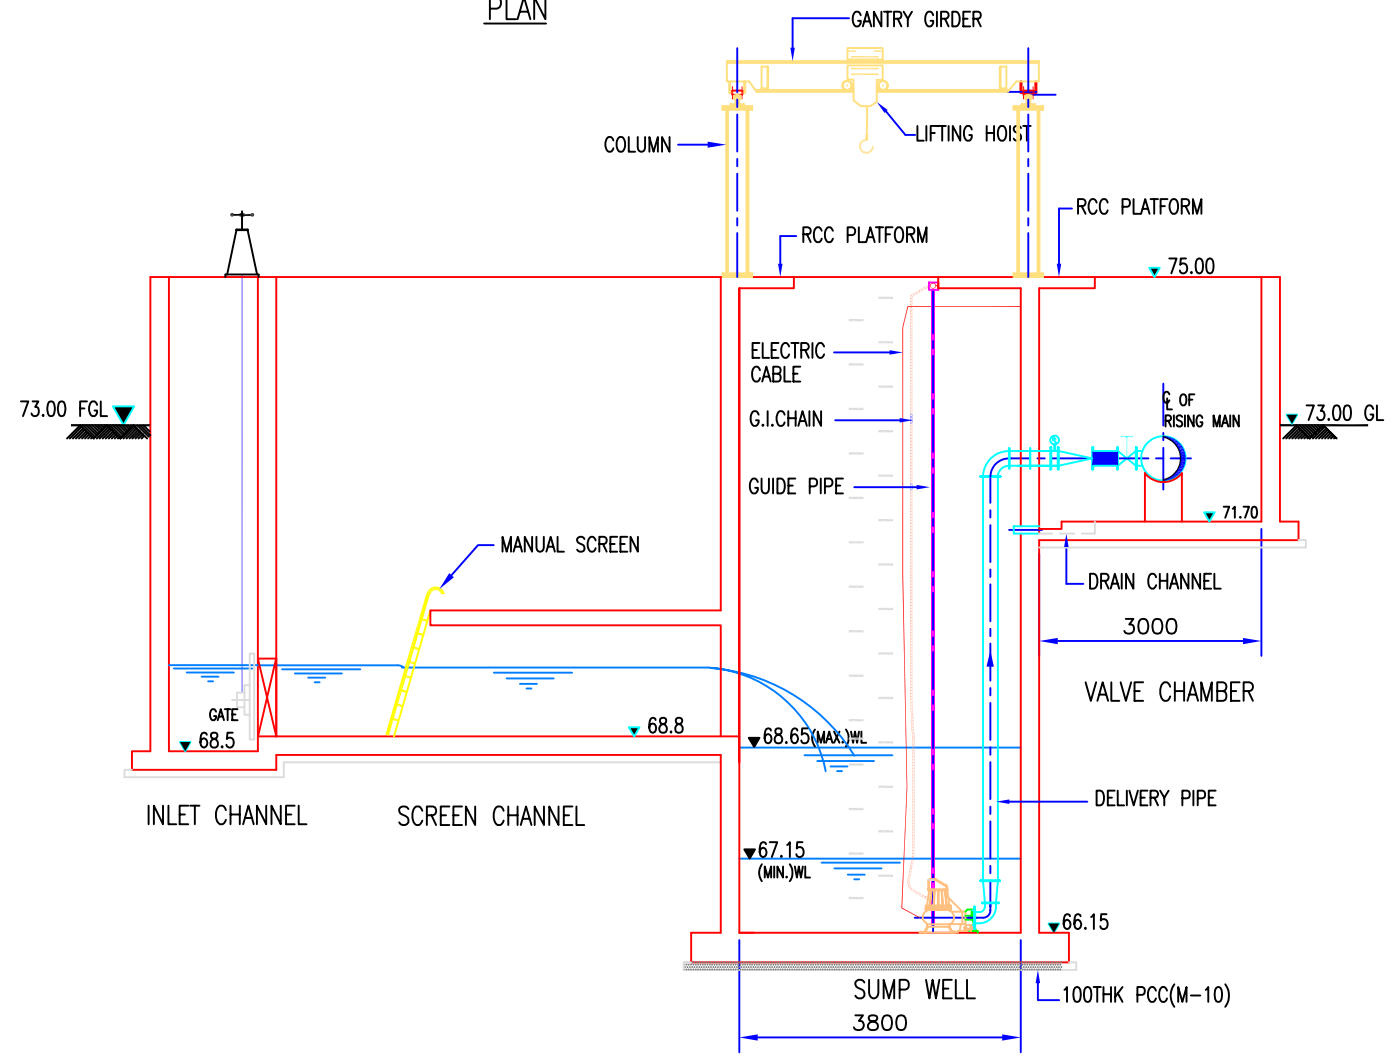 PLAN
GANTRY GIRDER
LIFTING HOIST
COLUMN
RCC PLATFORM
RCC PLATFORM
75.00
ELECTRIC
CABLE
73.00 FGL
G.I.CHAIN
℄ OF
RISING MAIN
73.00 GL
GUIDE PIPE
71.70
MANUAL SCREEN
DRAIN CHANNEL
3000
VALVE CHAMBER
GATE
68.5
68.8
68.65(MAX.)WL
INLET CHANNEL
SCREEN CHANNEL
DELIVERY PIPE
67.15
(MIN.)WL
66.15
SUMP WELL
100THK PCC(M-10)
3800